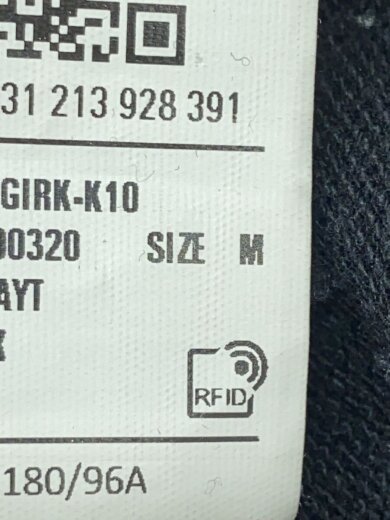 31 213 928 391
GIRK-K10
00320 SIZE M
AYT
K
RFID
180/96A